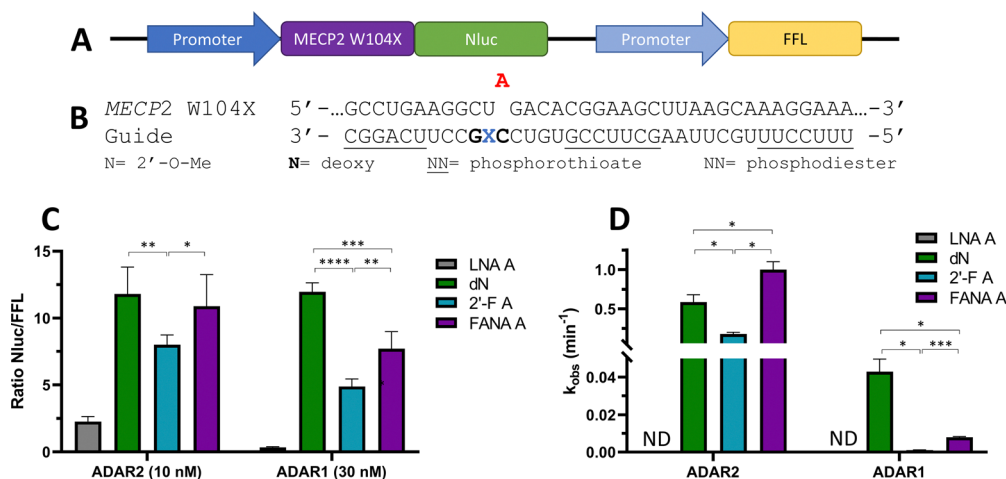 A
Promoter
MECP2 W104X
Nluc
Promoter
FFL
A
B
MECP2 W104X 5' -…GCCUGAAGGCU GACACGGAAGCUUAAGCAAAGGAAA… -3'
Guide 3' - CGGACUUCCGXCCUGUGCCUUCGAAUUCGUUUCCUUU -5'
N= 2'-O-Me N= deoxy NN= phosphorothioate NN= phosphodiester
C
Ratio Nluc/FFL
15
10
5
0
** *
*** **** **
LNA A
dN
2'-F A
FANA A
ADAR2 (10 nM) ADAR1 (30 nM)
D
kobs (min⁻¹)
1.0
0.5
0.04
0.02
0.00
* * *
* * ***
ND ND
LNA A
dN
2'-F A
FANA A
ADAR2 ADAR1